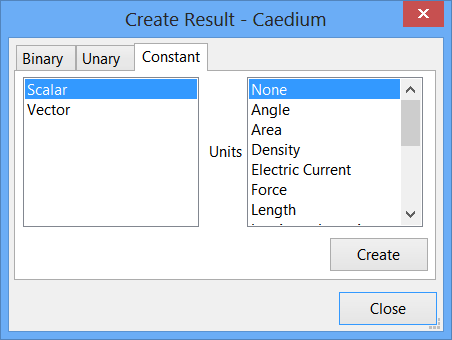 Create Result - Caedium
Binary Unary Constant
Scalar
Vector
Units
None
Angle
Area
Density
Electric Current
Force
Length
Create
Close